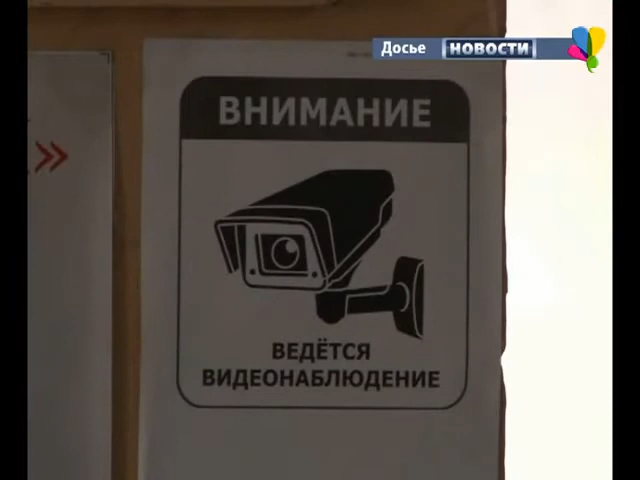 Досье НОВОСТИ
»
ВНИМАНИЕ
ВЕДЁТСЯ
ВИДЕОНАБЛЮДЕНИЕ